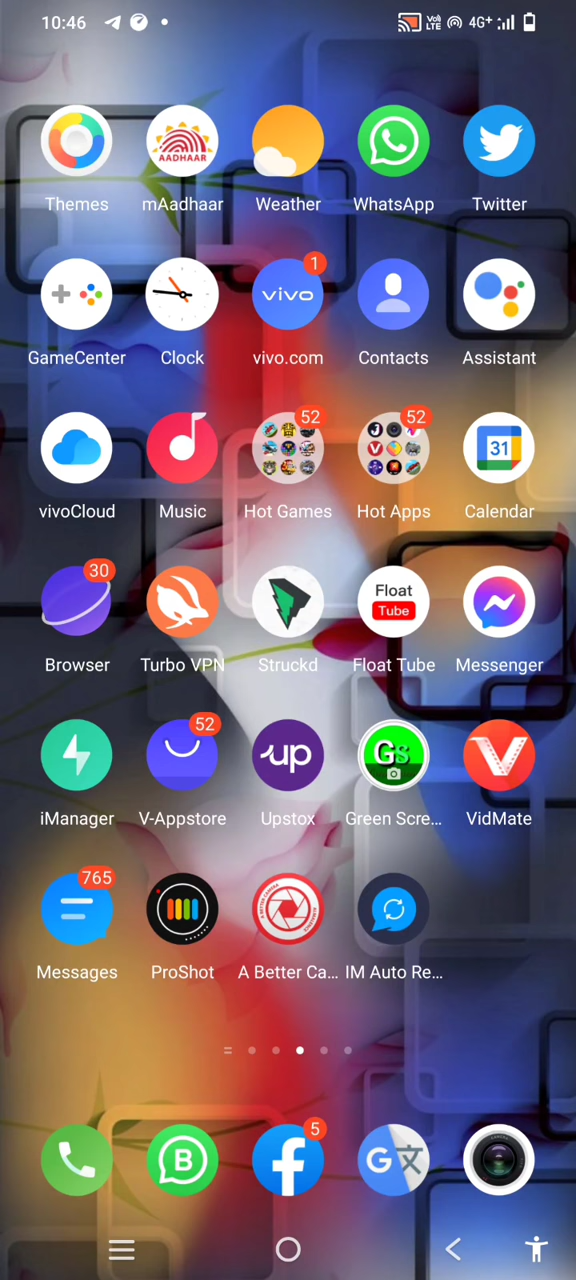 10:46 Vo) LTE 4G+
AADHAAR
Themes mAadhaar Weather WhatsApp Twitter
1
vivo
GameCenter Clock vivo.com Contacts Assistant
52 52
31
vivoCloud Music Hot Games Hot Apps Calendar
30
Float
Tube
Browser Turbo VPN Struckd Float Tube Messenger
52
up Gs
iManager V-Appstore Upstox Green Scre... VidMate
765
Messages ProShot A Better Ca... IM Auto Re...
5
B G 文